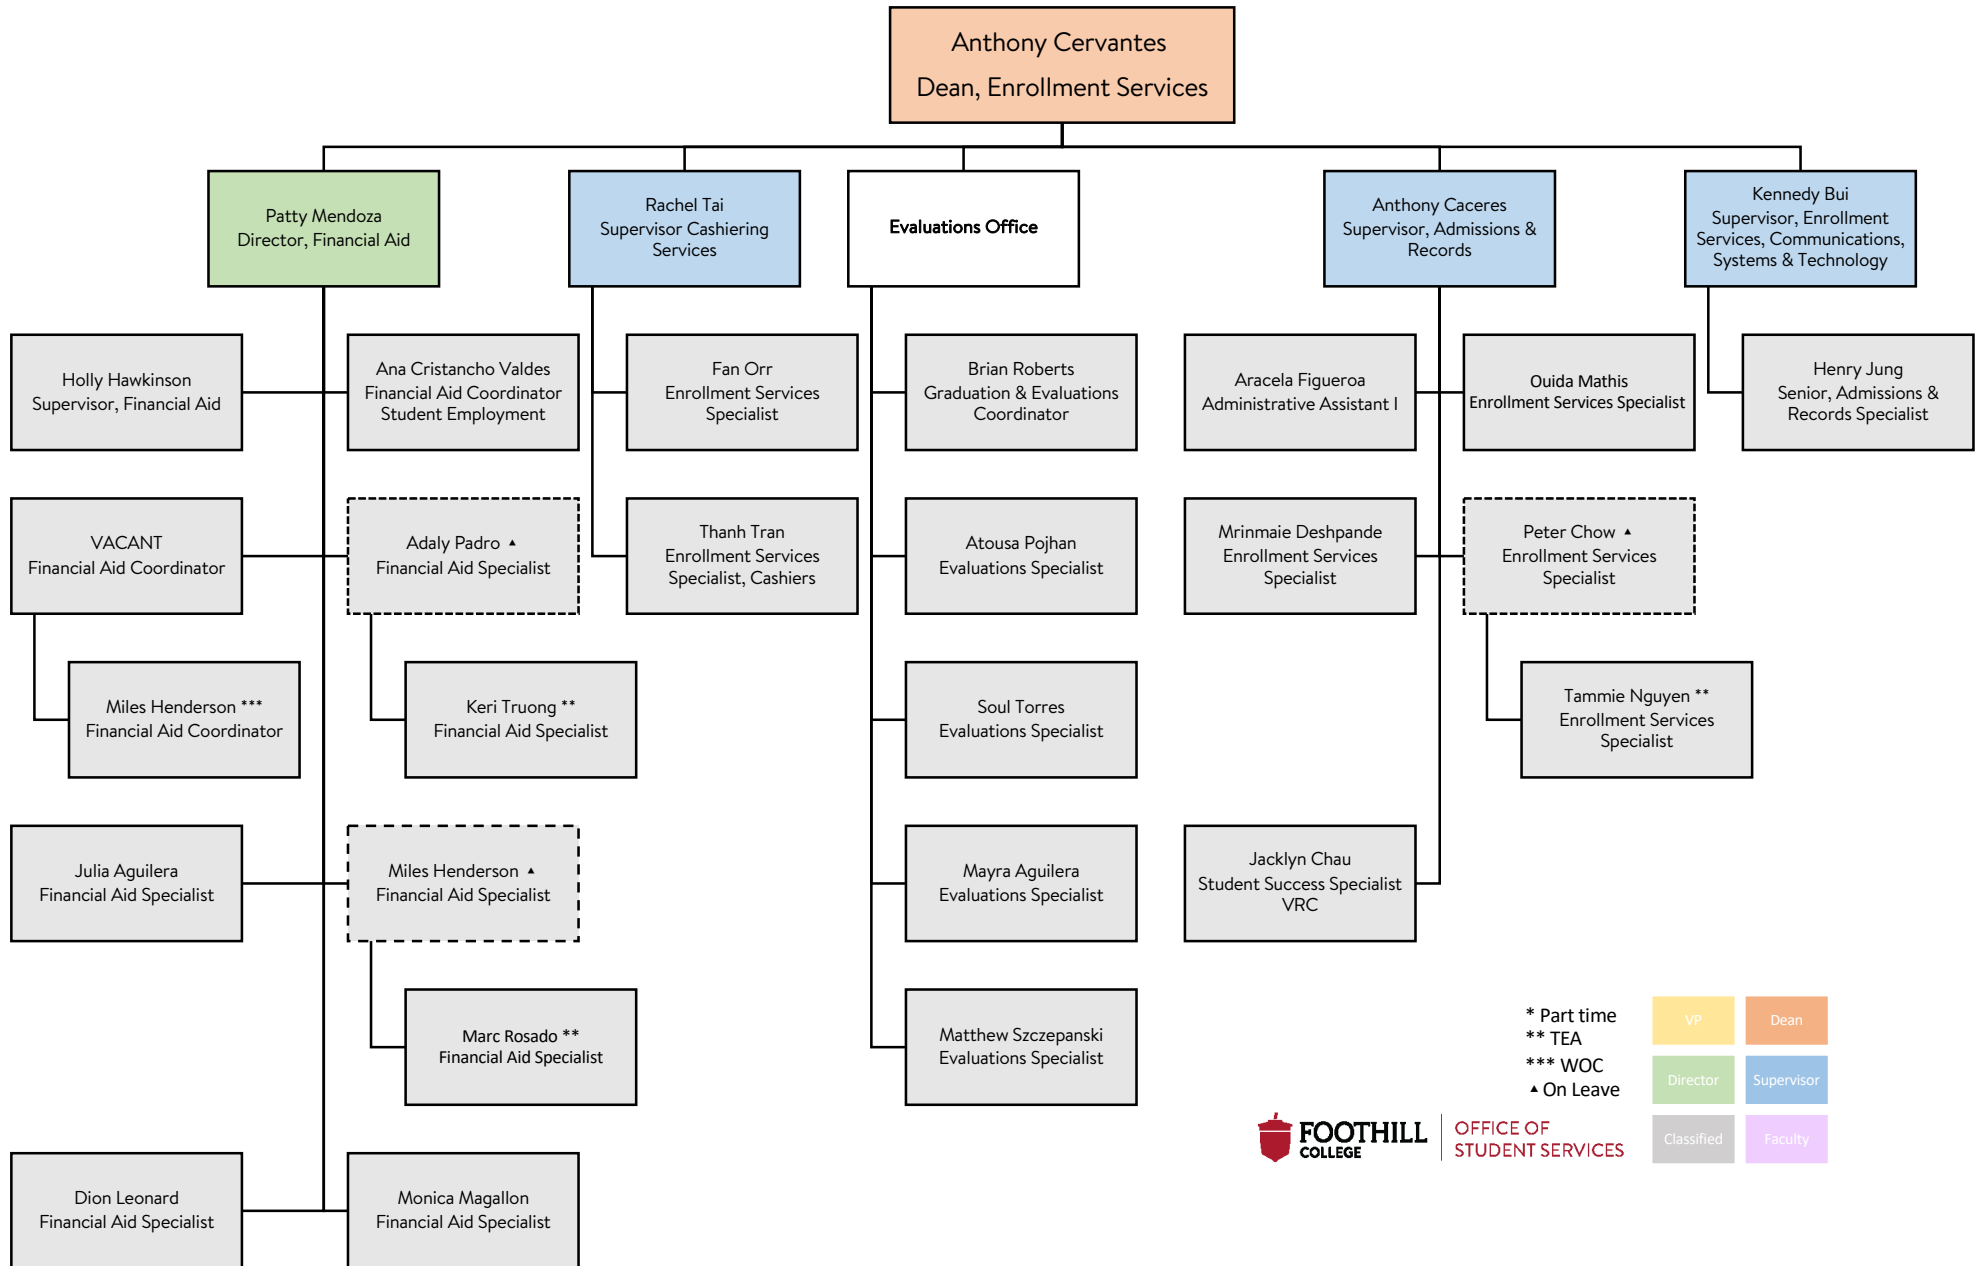 Anthony Cervantes
Dean, Enrollment Services
Patty Mendoza
Director, Financial Aid
Rachel Tai
Supervisor Cashiering
Services
Evaluations Office
Anthony Caceres
Supervisor, Admissions &
Records
Kennedy Bui
Supervisor, Enrollment
Services, Communications,
Systems & Technology
Holly Hawkinson
Supervisor, Financial Aid
Ana Cristancho Valdes
Financial Aid Coordinator
Student Employment
Fan Orr
Enrollment Services
Specialist
Brian Roberts
Graduation & Evaluations
Coordinator
Aracela Figueroa
Administrative Assistant I
Ouida Mathis
Enrollment Services Specialist
Henry Jung
Senior, Admissions &
Records Specialist
VACANT
Financial Aid Coordinator
Adaly Padro ▲
Financial Aid Specialist
Thanh Tran
Enrollment Services
Specialist, Cashiers
Atousa Pojhan
Evaluations Specialist
Mrinmaie Deshpande
Enrollment Services
Specialist
Peter Chow ▲
Enrollment Services
Specialist
Miles Henderson ***
Financial Aid Coordinator
Keri Truong **
Financial Aid Specialist
Soul Torres
Evaluations Specialist
Tammie Nguyen **
Enrollment Services
Specialist
Julia Aguilera
Financial Aid Specialist
Miles Henderson ▲
Financial Aid Specialist
Mayra Aguilera
Evaluations Specialist
Jacklyn Chau
Student Success Specialist
VRC
Marc Rosado **
Financial Aid Specialist
Matthew Szczepanski
Evaluations Specialist
Dion Leonard
Financial Aid Specialist
Monica Magallon
Financial Aid Specialist
* Part time
** TEA
*** WOC
▲ On Leave
VP
Dean
Director
Supervisor
Classified
Faculty
FOOTHILL
COLLEGE
OFFICE OF
STUDENT SERVICES